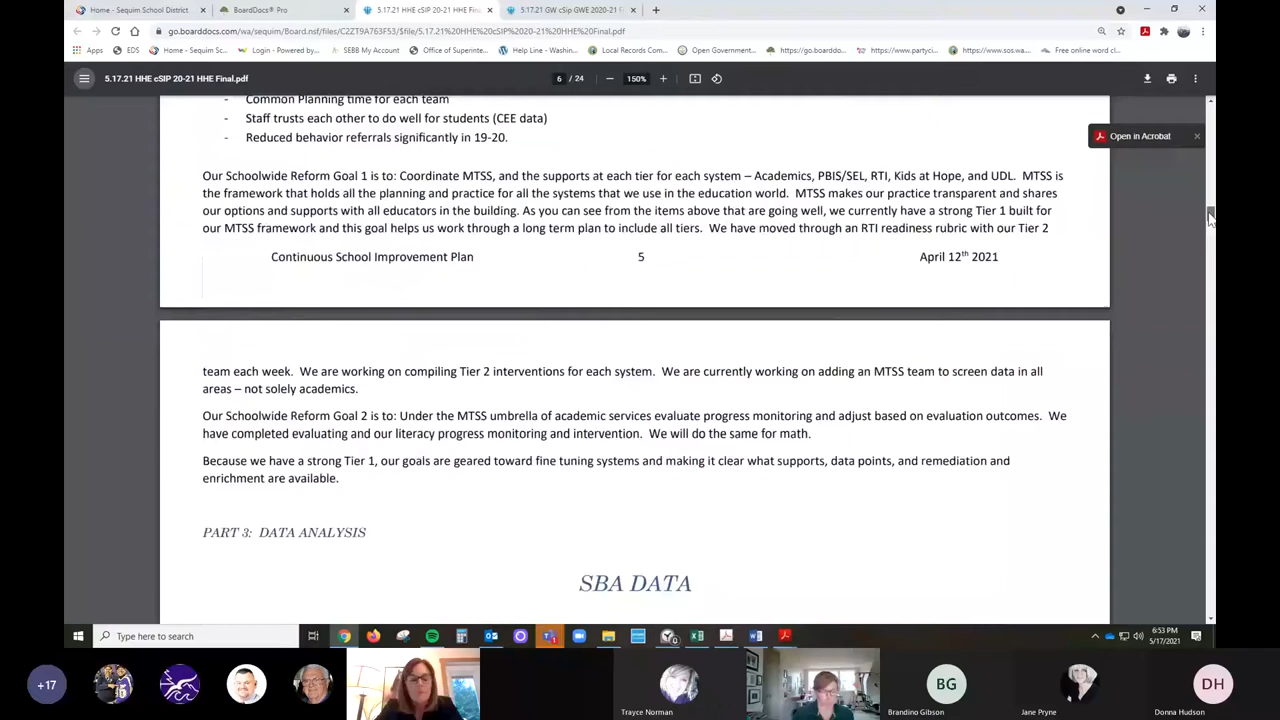 Home - Sequim School District
BoardDocs® Pro
5.17.21 HHE cSIP 20-21 HHE Fina
5.17.21 GW cSip GWE 2020-21 F
go.boarddocs.com/wa/sequim/Board.nsf/files/C2ZT9A763F53/$file/5.17.21%20HHE%20cSIP%2020-21%20HHE%20Final.pdf
Apps
EDS
Home - Sequim Sc...
Login - Powered by...
SEBB My Account
Office of Superinte...
Help Line - Washin...
Local Records Com...
Open Government...
https://go.boarddo...
https://www.partyci...
https://www.sos.wa...
Free online word cl...
5.17.21 HHE cSIP 20-21 HHE Final.pdf
6 / 24
150%
Open in Acrobat
- Common Planning time for each team
- Staff trusts each other to do well for students (CEE data)
- Reduced behavior referrals significantly in 19-20.
Our Schoolwide Reform Goal 1 is to: Coordinate MTSS, and the supports at each tier for each system – Academics, PBIS/SEL, RTI, Kids at Hope, and UDL. MTSS is
the framework that holds all the planning and practice for all the systems that we use in the education world. MTSS makes our practice transparent and shares
our options and supports with all educators in the building. As you can see from the items above that are going well, we currently have a strong Tier 1 built for
our MTSS framework and this goal helps us work through a long term plan to include all tiers. We have moved through an RTI readiness rubric with our Tier 2
Continuous School Improvement Plan 5 April 12th 2021
team each week. We are working on compiling Tier 2 interventions for each system. We are currently working on adding an MTSS team to screen data in all
areas – not solely academics.
Our Schoolwide Reform Goal 2 is to: Under the MTSS umbrella of academic services evaluate progress monitoring and adjust based on evaluation outcomes. We
have completed evaluating and our literacy progress monitoring and intervention. We will do the same for math.
Because we have a strong Tier 1, our goals are geared toward fine tuning systems and making it clear what supports, data points, and remediation and
enrichment are available.
PART 3: DATA ANALYSIS
SBA DATA
Type here to search
6:53 PM
5/17/2021
+17
Trayce Norman
BG
Brandino Gibson
Jane Pryne
DH
Donna Hudson